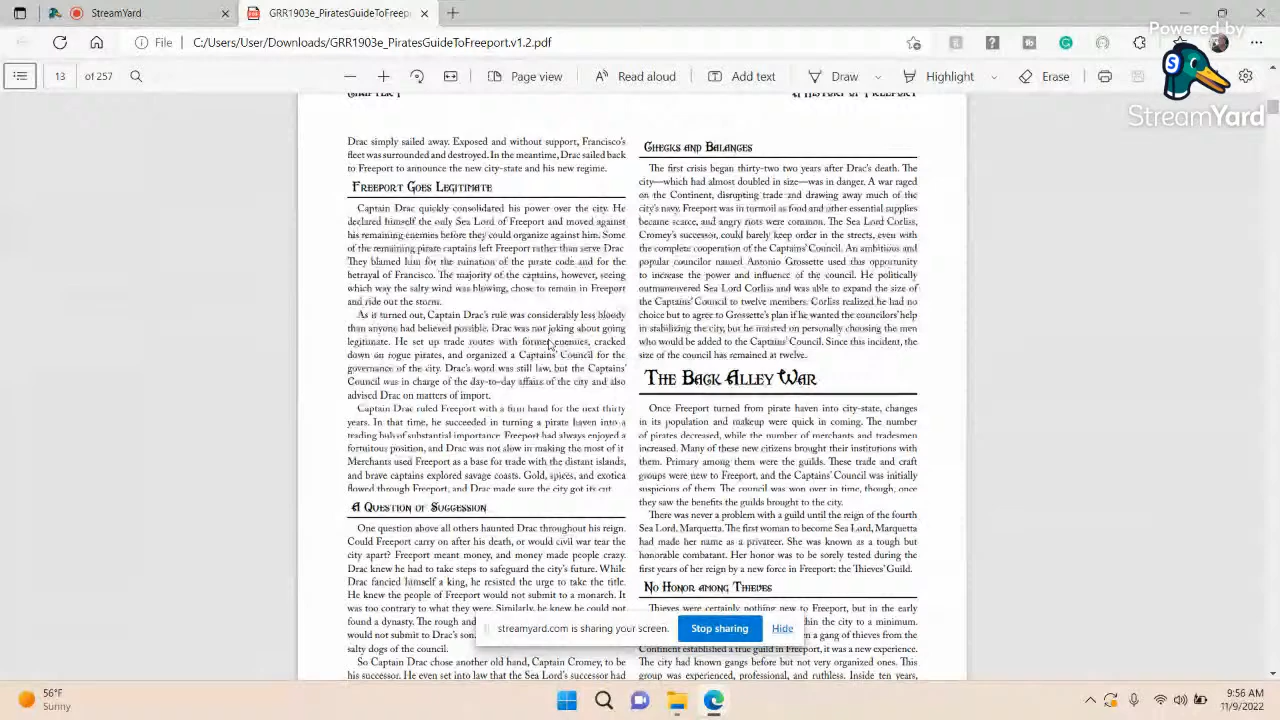 StreamYard
GRR1903e_PiratesGuideToFreep
Powered by
StreamYard
File
C:/Users/User/Downloads/GRR1903e_PiratesGuideToFreeport.v1.2.pdf
13 of 257
Page view
Read aloud
Add text
Draw
Highlight
Erase
Chapter I
A History of Freeport
Drac simply sailed away. Exposed and without support, Francisco's
fleet was surrounded and destroyed. In the meantime, Drac sailed back
to Freeport to announce the new city-state and his new regime.
Freeport Goes Legitimate
Captain Drac quickly consolidated his power over the city. He
declared himself the only Sea Lord of Freeport and moved against
his remaining enemies before they could organize against him. Some
of the remaining pirate captains left Freeport rather than serve Drac
They blamed him for the ruination of the pirate code and for the
betrayal of Francisco. The majority of the captains, however, seeing
which way the salty wind was blowing, chose to remain in Freeport
and ride out the storm.
As it turned out, Captain Drac's rule was considerably less bloody
than anyone had believed possible. Drac was not joking about going
legitimate. He set up trade routes with former enemies, cracked
down on rogue pirates, and organized a Captains' Council for the
governance of the city. Drac's word was still law, but the Captains'
Council was in charge of the day-to-day affairs of the city and also
advised Drac on matters of import.
Captain Drac ruled Freeport with a firm hand for the next thirty
years. In that time, he succeeded in turning a pirate haven into a
trading hub of substantial importance. Freeport had always enjoyed a
fortuitous position, and Drac was not slow in making the most of it.
Merchants used Freeport as a base for trade with the distant islands,
and brave captains explored savage coasts. Gold, spices, and exotica
flowed through Freeport, and Drac made sure the city got its cut.
A Question of Succession
One question above all others haunted Drac throughout his reign.
Could Freeport carry on after his death, or would civil war tear the
city apart? Freeport meant money, and money made people crazy.
Drac knew he had to take steps to safeguard the city's future. While
Drac fancied himself a king, he resisted the urge to take the title.
He knew the people of Freeport would not submit to a monarch. It
was too contrary to what they were. Similarly, he knew he could not
found a dynasty. The rough and
would not submit to Drac's son,
salty dogs of the council.
So Captain Drac chose another old hand, Captain Cromey, to be
his successor. He even set into law that the Sea Lord's successor had
Checks and Balances
The first crisis began thirty-two two years after Drac's death. The
city—which had almost doubled in size—was in danger. A war raged
on the Continent, disrupting trade and drawing away much of the
city's navy. Freeport was in turmoil as food and other essential supplies
became scarce, and angry riots were common. The Sea Lord Corliss,
Cromey's successor, could barely keep order in the streets, even with
the complete cooperation of the Captains' Council. An ambitious and
popular councilor named Antonio Grossette used this opportunity
to increase the power and influence of the council. He politically
outmaneuvered Sea Lord Corliss and was able to expand the size of
the Captains' Council to twelve members. Corliss realized he had no
choice but to agree to Grossette's plan if he wanted the councilors' help
in stabilizing the city, but he insisted on personally choosing the men
who would be added to the Captains' Council. Since this incident, the
size of the council has remained at twelve.
The Back Alley War
Once Freeport turned from pirate haven into city-state, changes
in its population and makeup were quick in coming. The number
of pirates decreased, while the number of merchants and tradesmen
increased. Many of these new citizens brought their institutions with
them. Primary among them were the guilds. These trade and craft
groups were new to Freeport, and the Captains' Council was initially
suspicious of them. The council was won over in time, though, once
they saw the benefits the guilds brought to the city.
There was never a problem with a guild until the reign of the fourth
Sea Lord, Marquetta. The first woman to become Sea Lord, Marquetta
had made her name as a privateer. She was known as a tough but
honorable combatant. Her honor was to be sorely tested during the
first years of her reign by a new force in Freeport: the Thieves' Guild.
No Honor among Thieves
Thieves were certainly nothing new to Freeport, but in the early
hin the city to a minimum.
n a gang of thieves from the
Continent established a true guild in Freeport, it was a new experience.
The city had known gangs before but not very organized ones. This
group was experienced, professional, and ruthless. Inside ten years,
streamyard.com is sharing your screen.
Stop sharing
Hide
56°F
Sunny
9:56 AM
11/9/2022